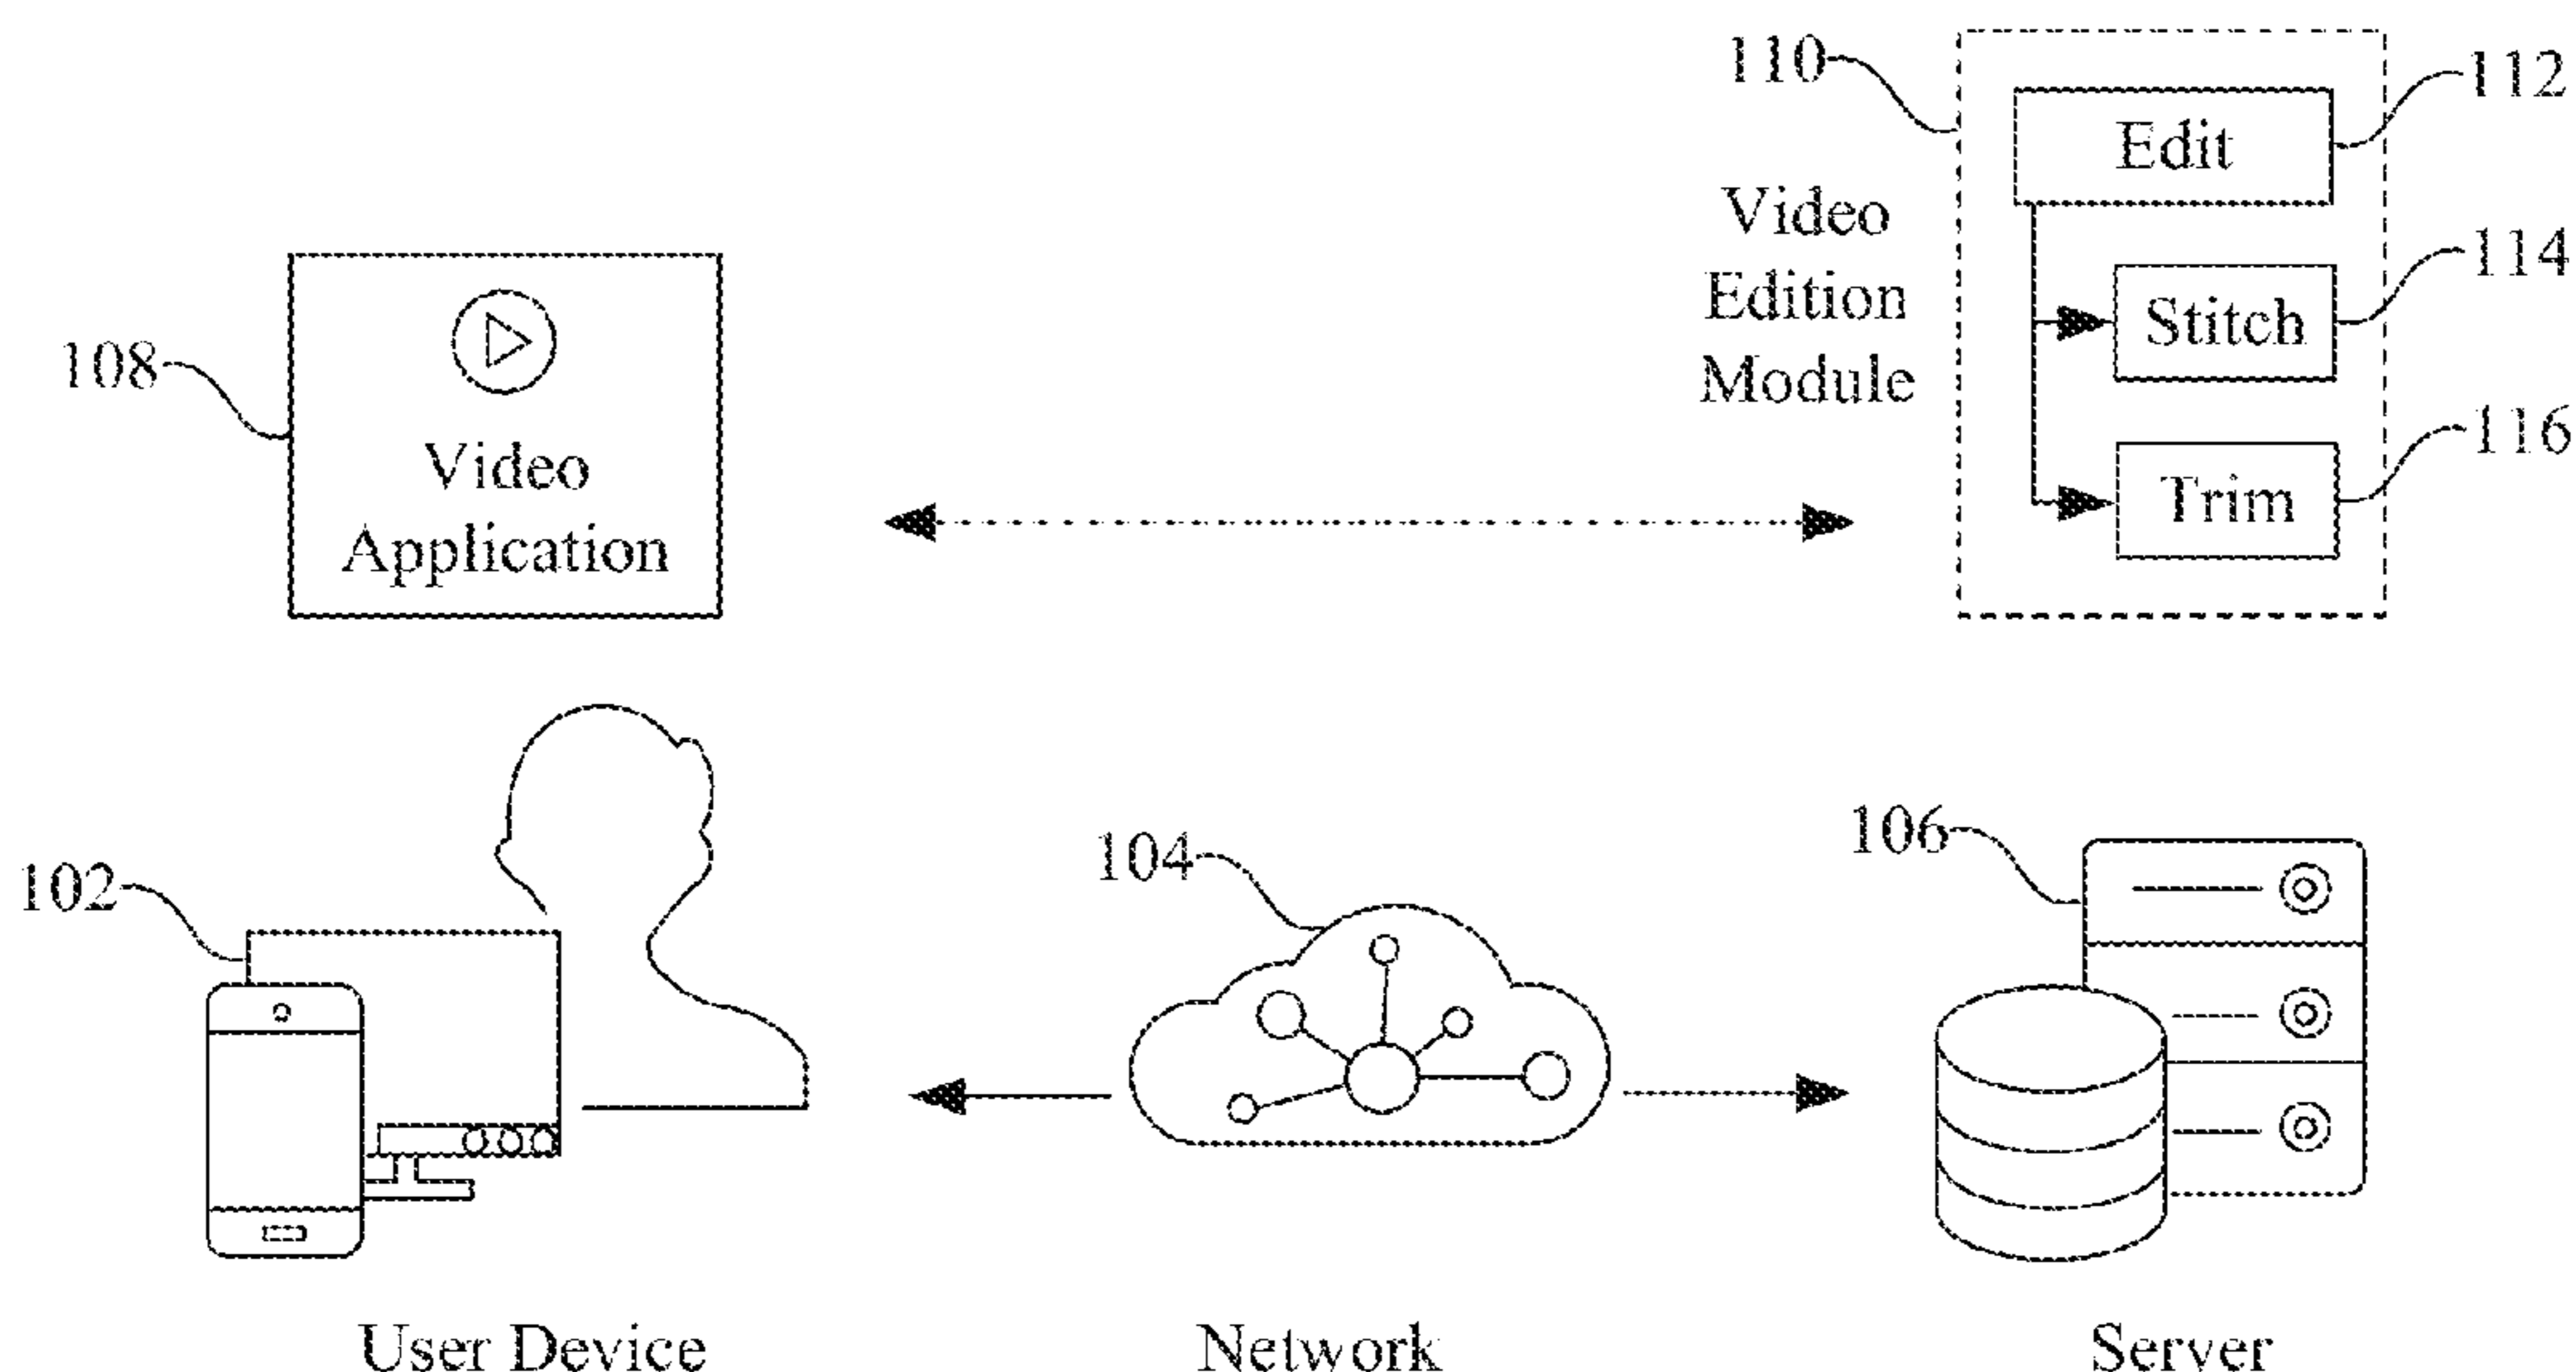 110
112
Edit
Video
Edition
Module
114
Stitch
108
Video
Application
116
Trim
102
104
106
User Device
Network
Server